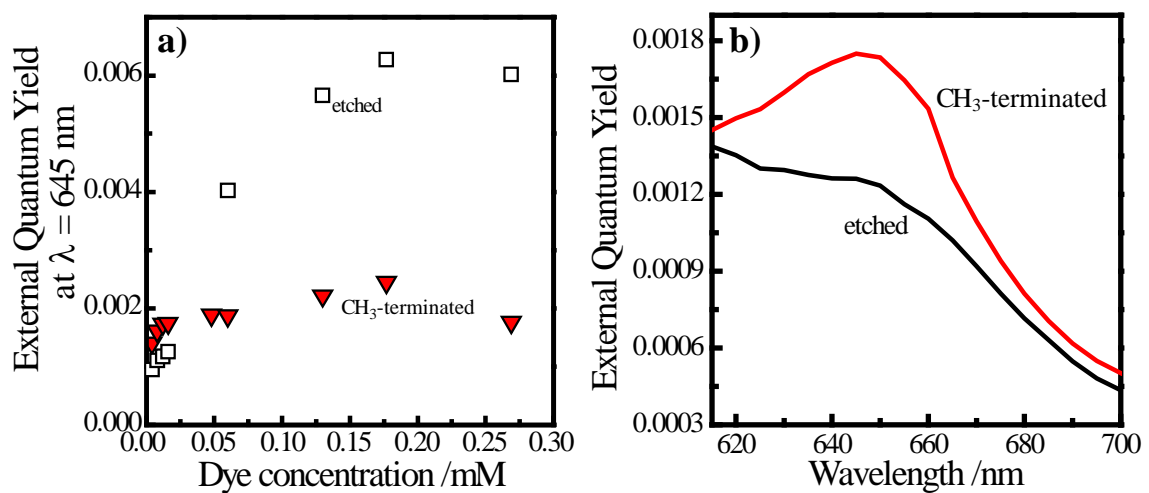 a)
External Quantum Yield
at λ = 645 nm
0.006
0.004
0.002
0.000
etched
CH₃-terminated
0.00 0.05 0.10 0.15 0.20 0.25 0.30
Dye concentration /mM
b)
External Quantum Yield
0.0018
0.0015
0.0012
0.0009
0.0006
0.0003
CH₃-terminated
etched
620 640 660 680 700
Wavelength /nm